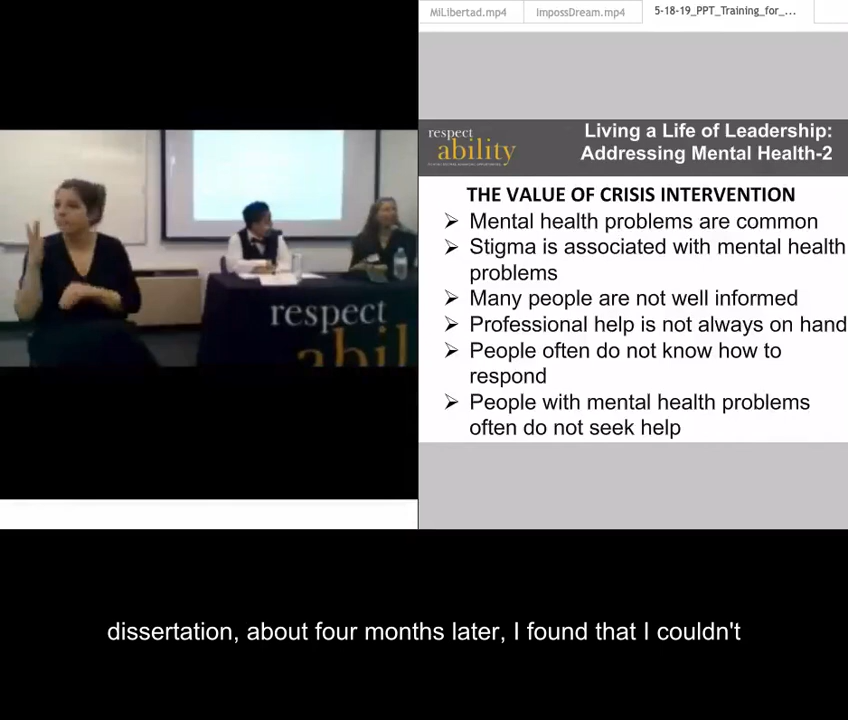 MiLibertad.mp4
ImpossDream.mp4
5-18-19_PPT_Training_for_...
respect
ability
Living a Life of Leadership:
Addressing Mental Health-2
THE VALUE OF CRISIS INTERVENTION
➢ Mental health problems are common
➢ Stigma is associated with mental health
problems
➢ Many people are not well informed
➢ Professional help is not always on hand
➢ People often do not know how to
respond
➢ People with mental health problems
often do not seek help
respect
abil
dissertation, about four months later, I found that I couldn't